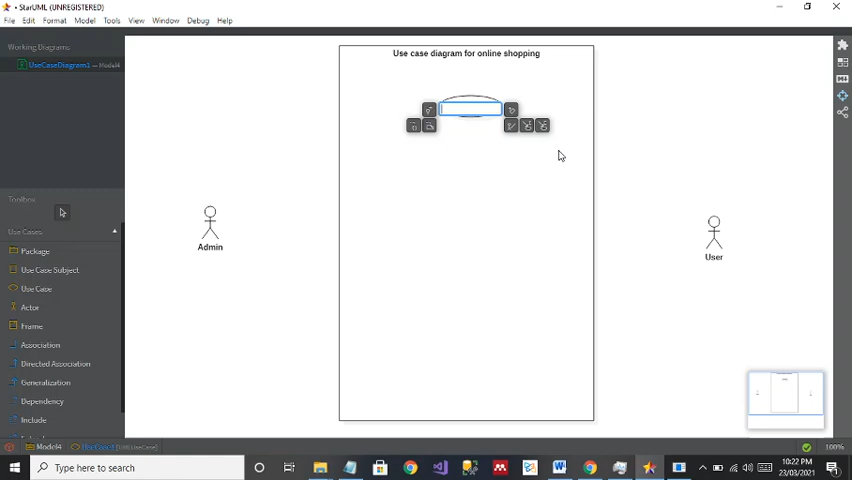 • StarUML (UNREGISTERED)
File Edit Format Model Tools View Window Debug Help
Working Diagrams
UseCaseDiagram1 — Model4
Use case diagram for online shopping
Toolbox
Use Cases
Package
Use Case Subject
Use Case
Actor
Frame
Association
Directed Association
Generalization
Dependency
Include
Admin
User
Model4
100%
Type here to search
10:22 PM
23/03/2021